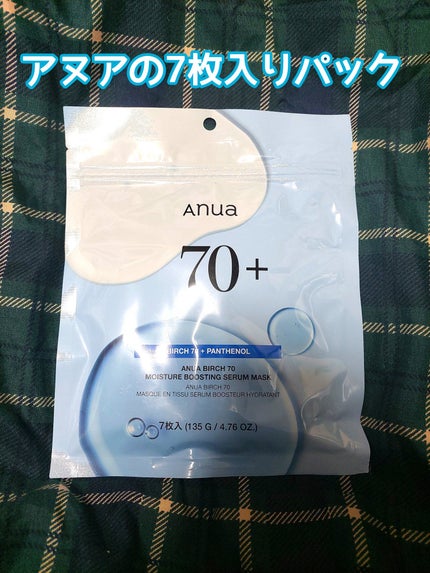 アヌアの7枚入りパック
Anua
70+
BIRCH 70 + PANTHENOL
ANUA BIRCH 70
MOISTURE BOOSTING SERUM MASK
ANUA BIRCH 70
MASQUE EN TISSU SERUM BOOSTEUR HYDRATANT
7枚入 (135 G / 4.76 OZ.)